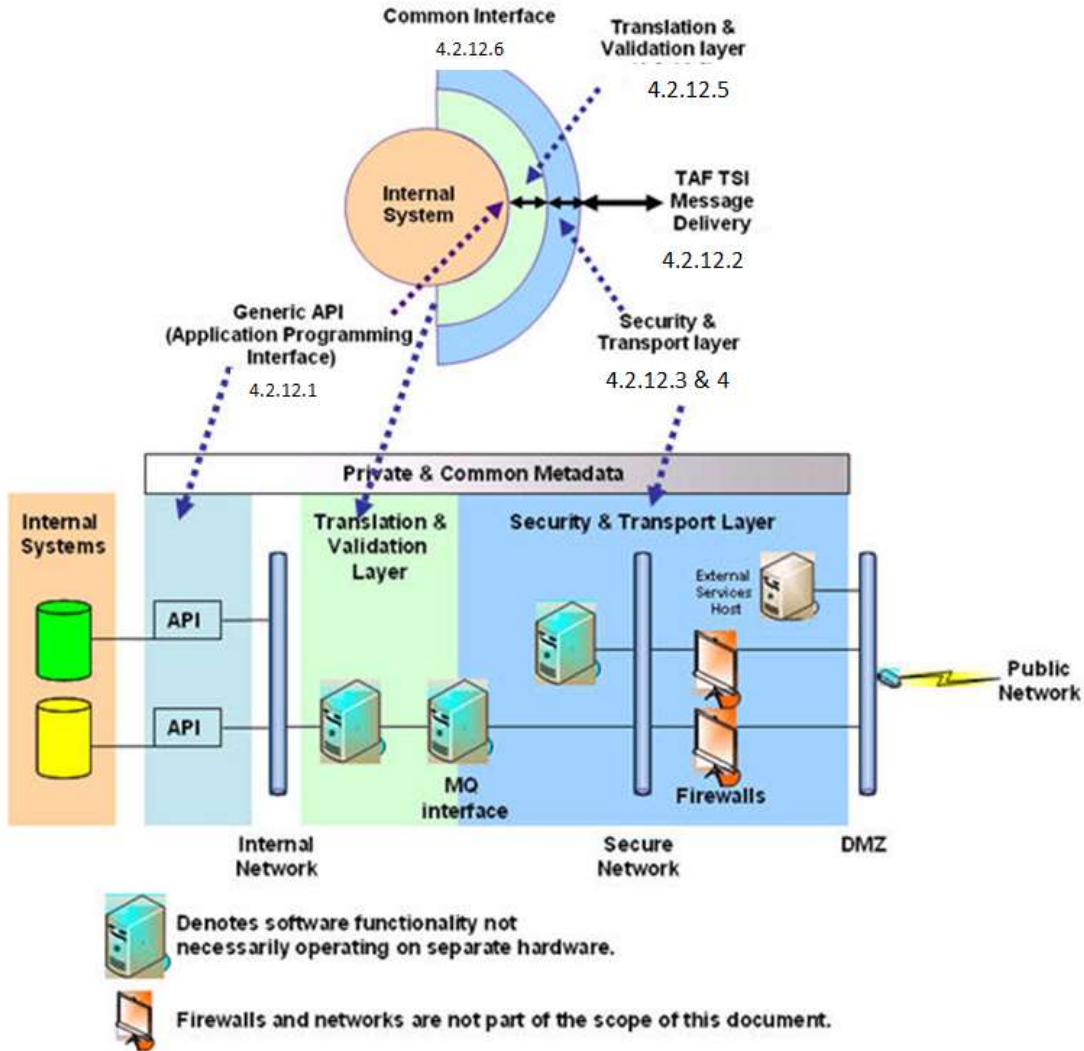 Common Interface
4.2.12.6
Translation &
Validation layer
4.2.12.5
Internal
System
TAF TSI
Message
Delivery
4.2.12.2
Generic API
(Application Programming
Interface)
4.2.12.1
Security &
Transport layer
4.2.12.3 & 4
Private & Common Metadata
Internal
Systems
Translation &
Validation
Layer
Security & Transport Layer
External
Services
Host
API
API
Public
Network
MQ
interface
Firewalls
Internal
Network
Secure
Network
DMZ
Denotes software functionality not
necessarily operating on separate hardware.
Firewalls and networks are not part of the scope of this document.